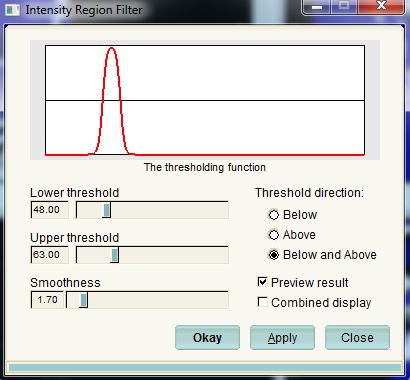 Intensity Region Filter
The thresholding function
Lower threshold
48.00
Upper threshold
63.00
Smoothness
1.70
Threshold direction:
Below
Above
Below and Above
Preview result
Combined display
Okay
Apply
Close